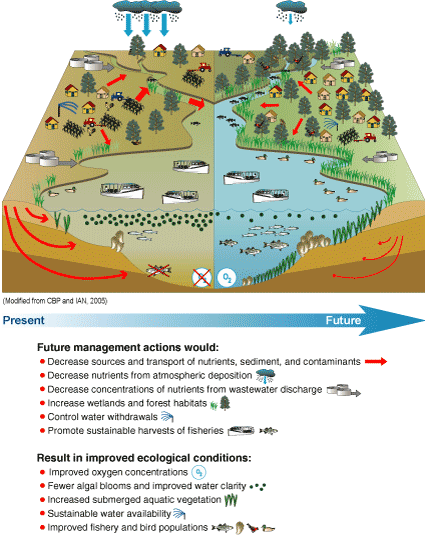 O₂ O₂
(Modified from CBP and IAN, 2005)
Present Future
Future management actions would:
• Decrease sources and transport of nutrients, sediment, and contaminants
• Decrease nutrients from atmospheric deposition
• Decrease concentrations of nutrients from wastewater discharge
• Increase wetlands and forest habitats
• Control water withdrawals
• Promote sustainable harvests of fisheries
Result in improved ecological conditions:
• Improved oxygen concentrations O₂
• Fewer algal blooms and improved water clarity
• Increased submerged aquatic vegetation
• Sustainable water availability
• Improved fishery and bird populations